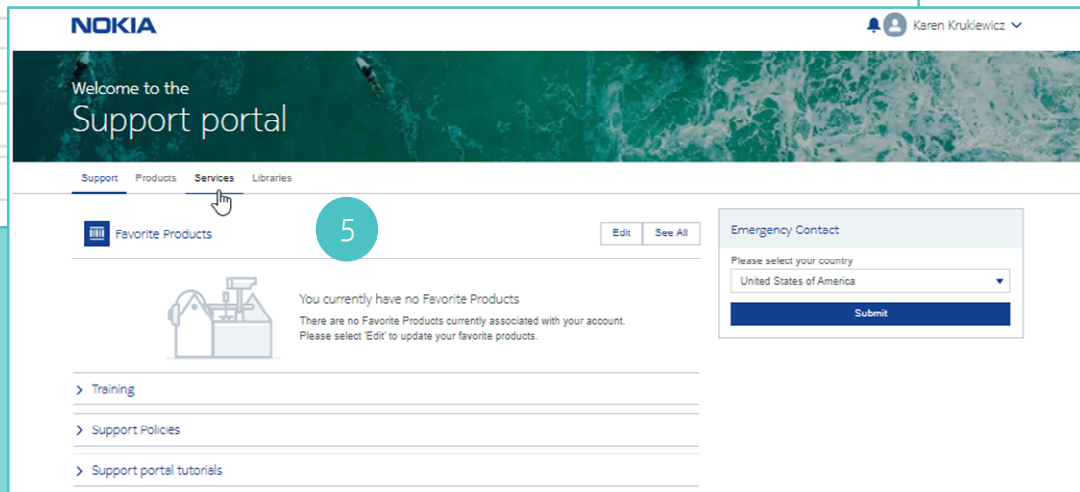 NOKIA
Karen Krukiewicz
Welcome to the
Support portal
Support Products Services Libraries
Favorite Products
5
Edit See All
Emergency Contact
Please select your country
United States of America
Submit
You currently have no Favorite Products
There are no Favorite Products currently associated with your account.
Please select 'Edit' to update your favorite products.
Training
Support Policies
Support portal tutorials